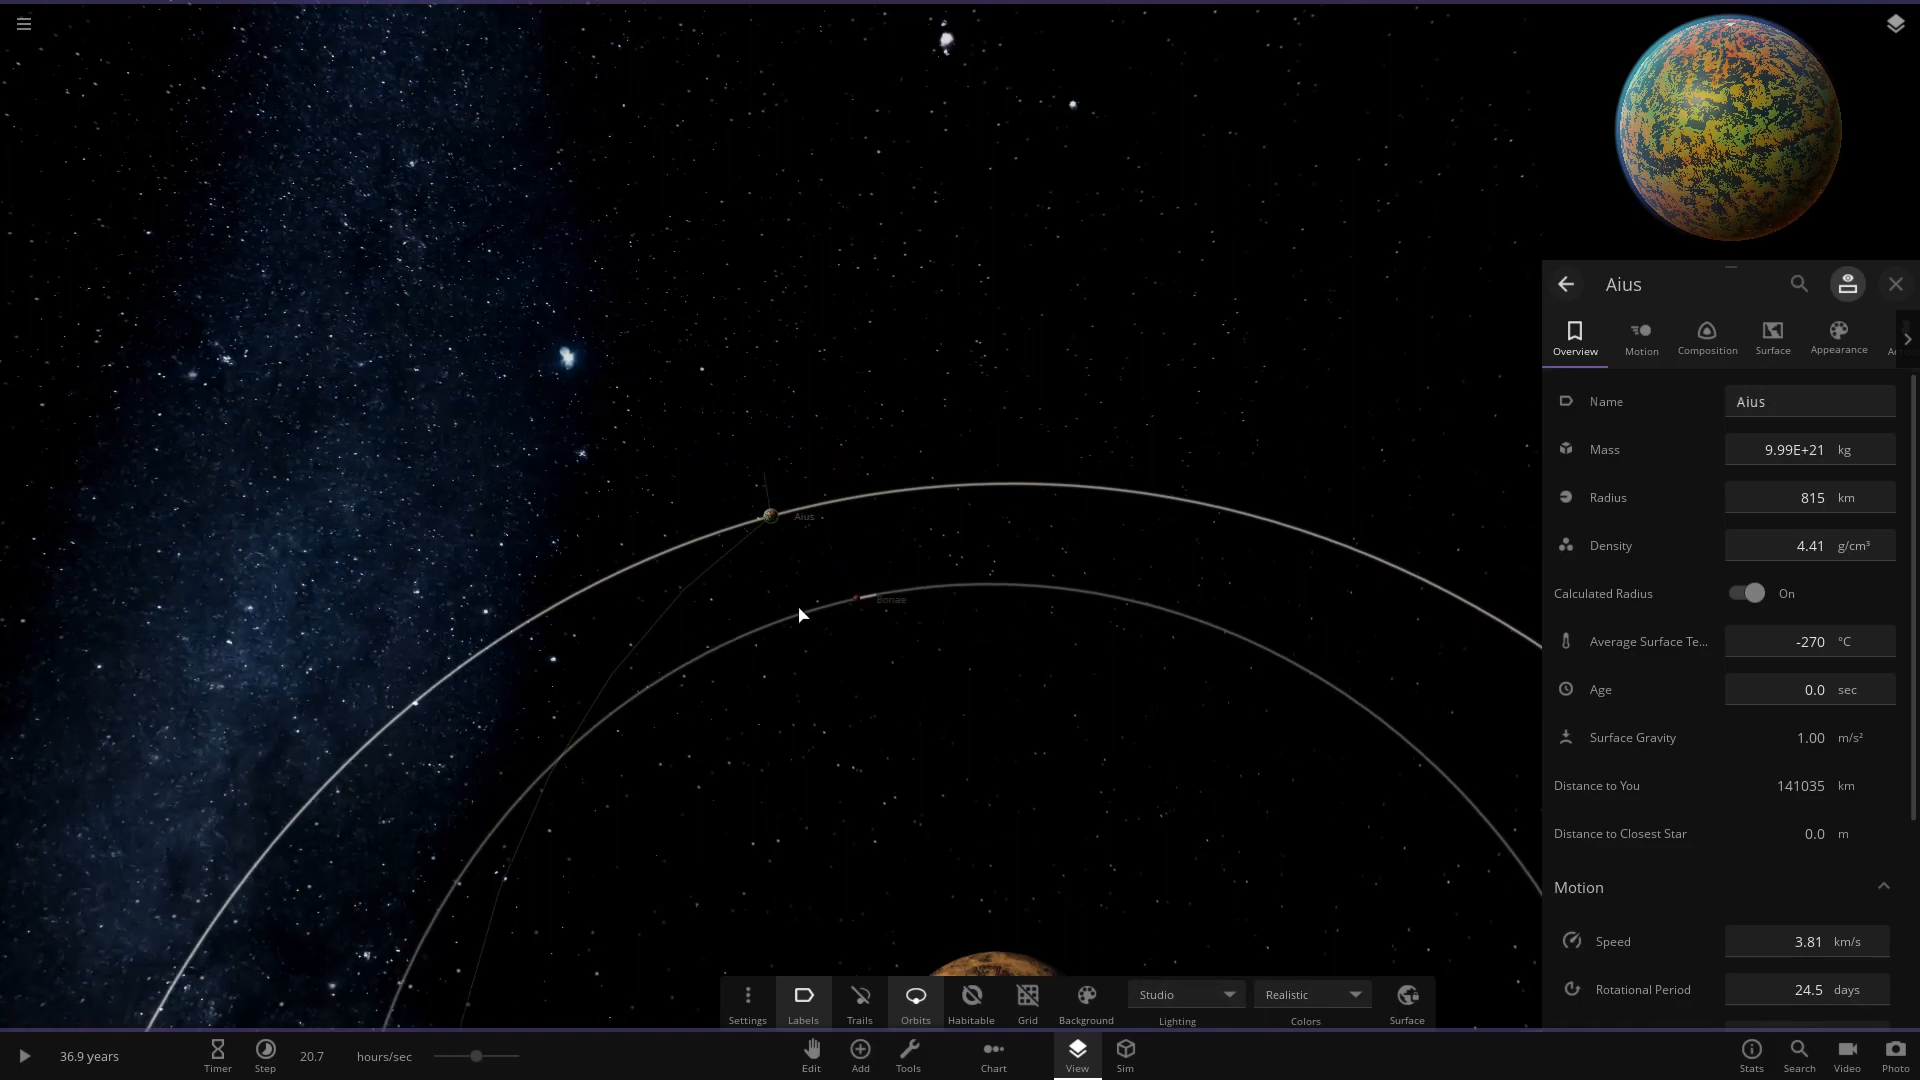 Aius
Overview
Motion
Composition
Surface
Appearance
Name Aius
Mass 9.99E+21 kg
Radius 815 km
Density 4.41 g/cm³
Calculated Radius On
Average Surface Te... -270 °C
Age 0.0 sec
Surface Gravity 1.00 m/s²
Distance to You 141035 km
Distance to Closest Star 0.0 m
Motion
Speed 3.81 km/s
Rotational Period 24.5 days
Aius
Bonae
Studio
Realistic
Settings
Labels
Trails
Orbits
Habitable
Grid
Background
Lighting
Colors
Surface
36.9 years
Timer
Step
20.7 hours/sec
Edit
Add
Tools
Chart
View
Sim
Stats
Search
Video
Photo